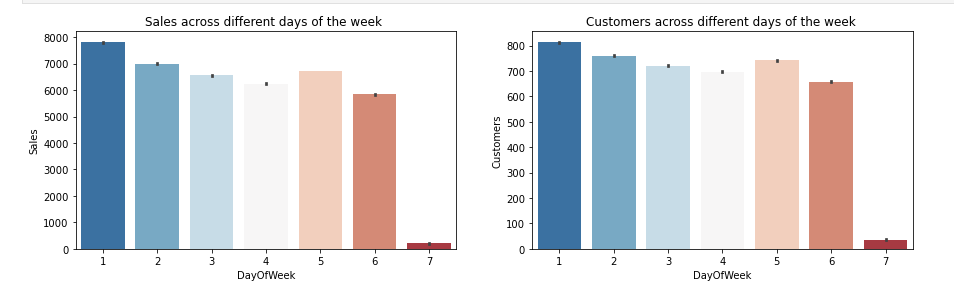 Sales across different days of the week
8000
7000
6000
5000
4000
3000
2000
1000
0
Sales
1 2 3 4 5 6 7
DayOfWeek
Customers across different days of the week
800
700
600
500
400
300
200
100
0
Customers
1 2 3 4 5 6 7
DayOfWeek